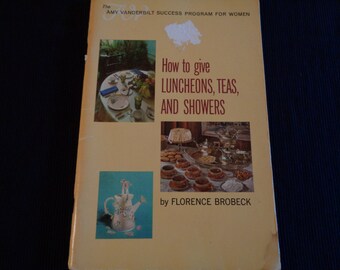 The
AMY VANDERBILT SUCCESS PROGRAM FOR WOMEN
How to give
LUNCHEONS, TEAS,
AND SHOWERS
by FLORENCE BROBECK